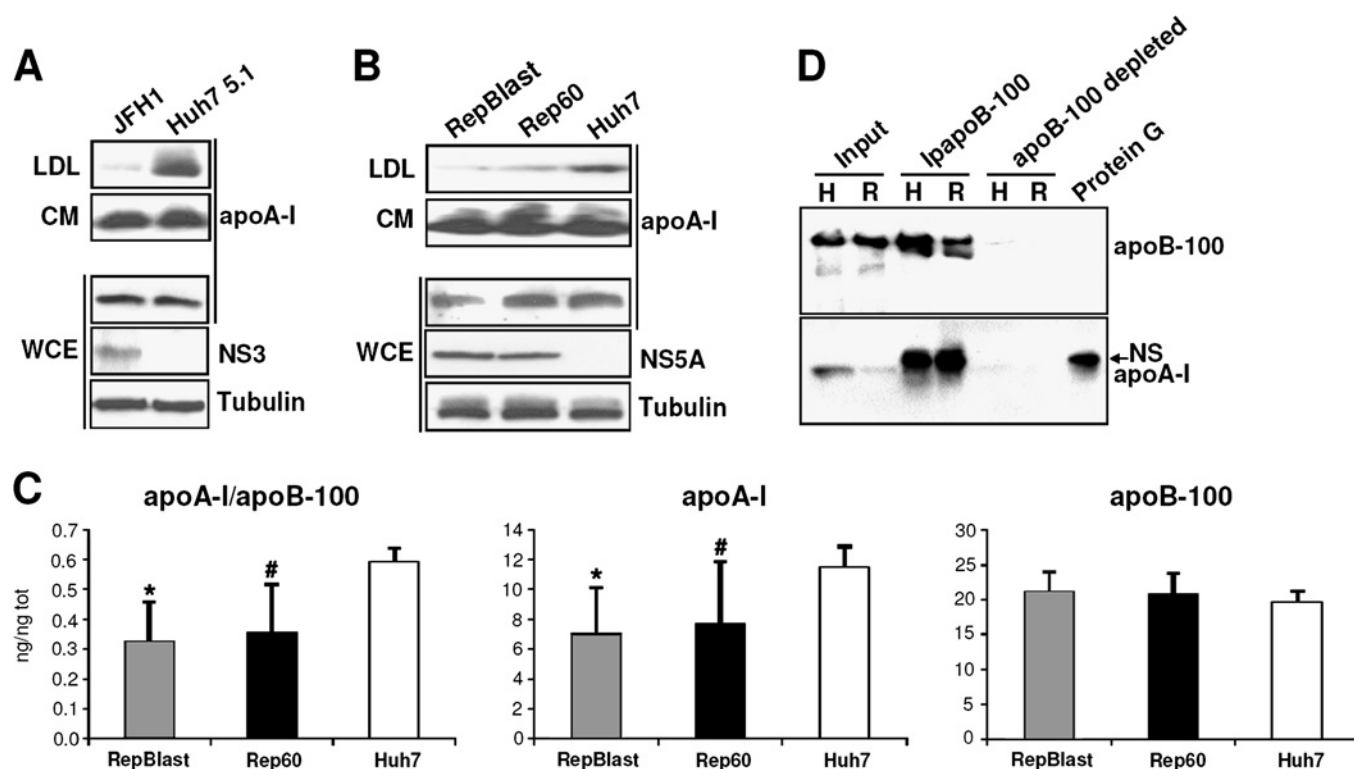 A
JFH1
Huh7 5.1
LDL
CM
apoA-I
WCE
NS3
Tubulin
B
RepBlast
Rep60
Huh7
LDL
CM
apoA-I
WCE
NS5A
Tubulin
D
Input
IpapoB-100
apoB-100 depleted
Protein G
H R H R H R
apoB-100
NS
apoA-I
C
apoA-I/apoB-100
ng/ng tot
0.7
0.6
0.5
0.4
0.3
0.2
0.1
0.0
*
#
RepBlast Rep60 Huh7
apoA-I
14
12
10
8
6
4
2
0
*
#
RepBlast Rep60 Huh7
apoB-100
30
25
20
15
10
5
0
RepBlast Rep60 Huh7